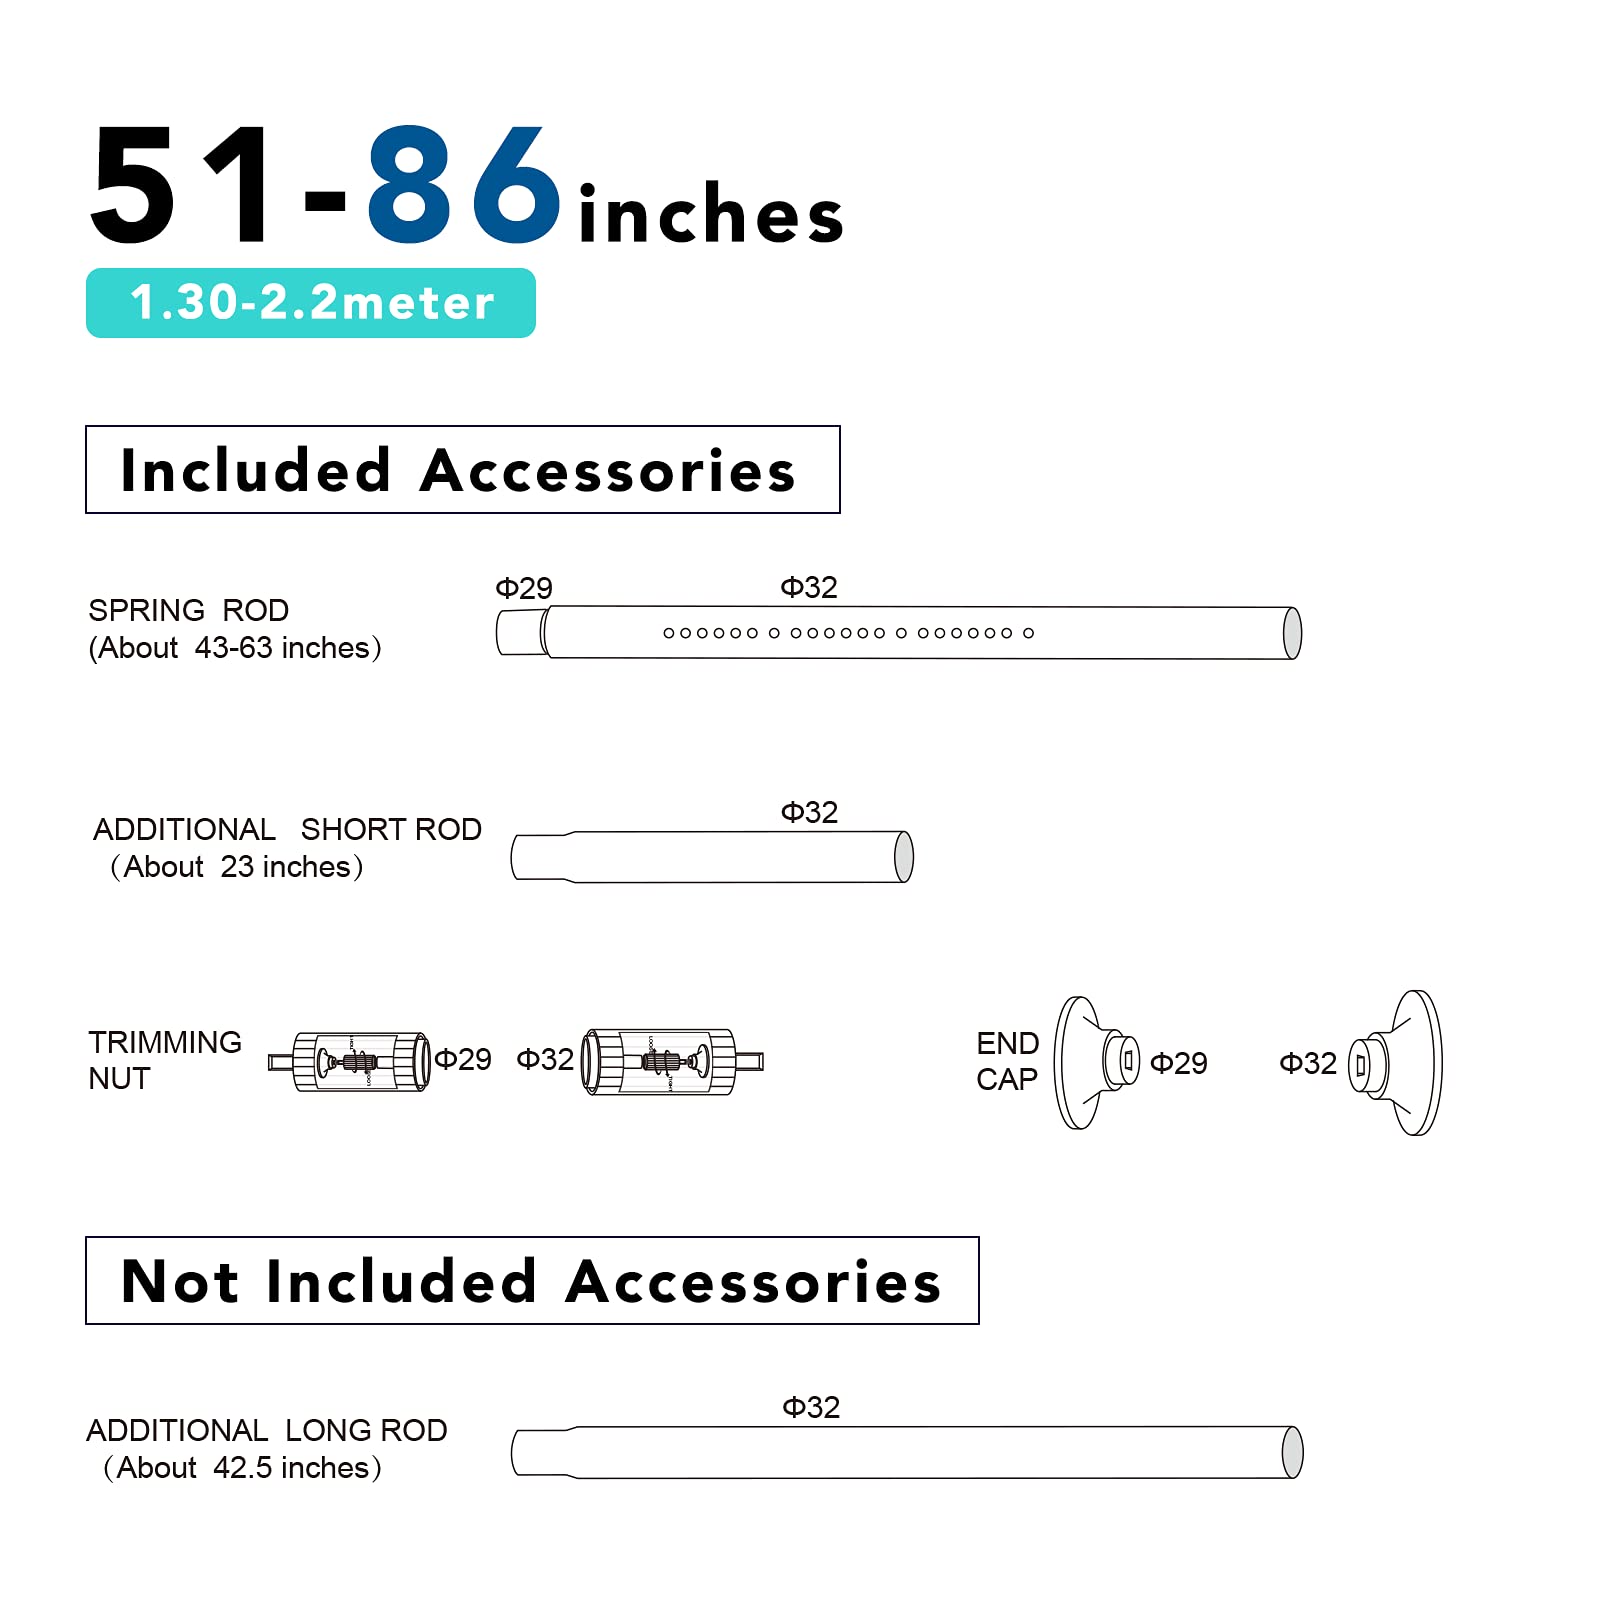 51-86inches
1.30-2.2meter
Included Accessories
SPRING ROD
(About 43-63 inches)
Φ29
Φ32
ADDITIONAL SHORT ROD
(About 23 inches)
Φ32
TRIMMING
NUT
Φ29
Φ32
END
CAP
Φ29
Φ32
Not Included Accessories
ADDITIONAL LONG ROD
(About 42.5 inches)
Φ32